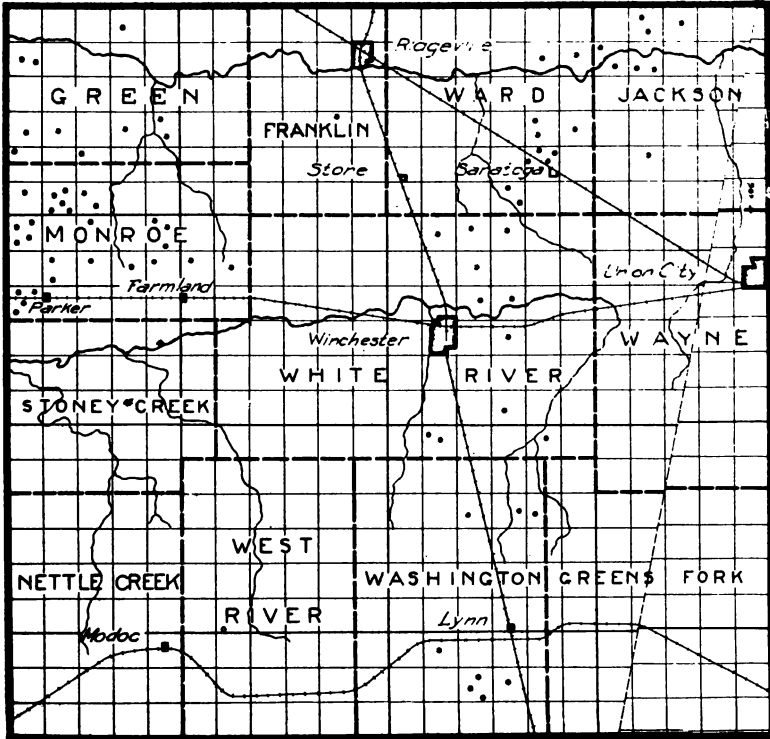 Ridgeville
GREEN
WARD
JACKSON
FRANKLIN
Store
Saratoga
MONROE
Union City
Farmland
Parker
Winchester
WAYNE
WHITE RIVER
STONEY CREEK
WEST
RIVER
NETTLE CREEK
WASHINGTON
GREENS FORK
Lynn
Modoc